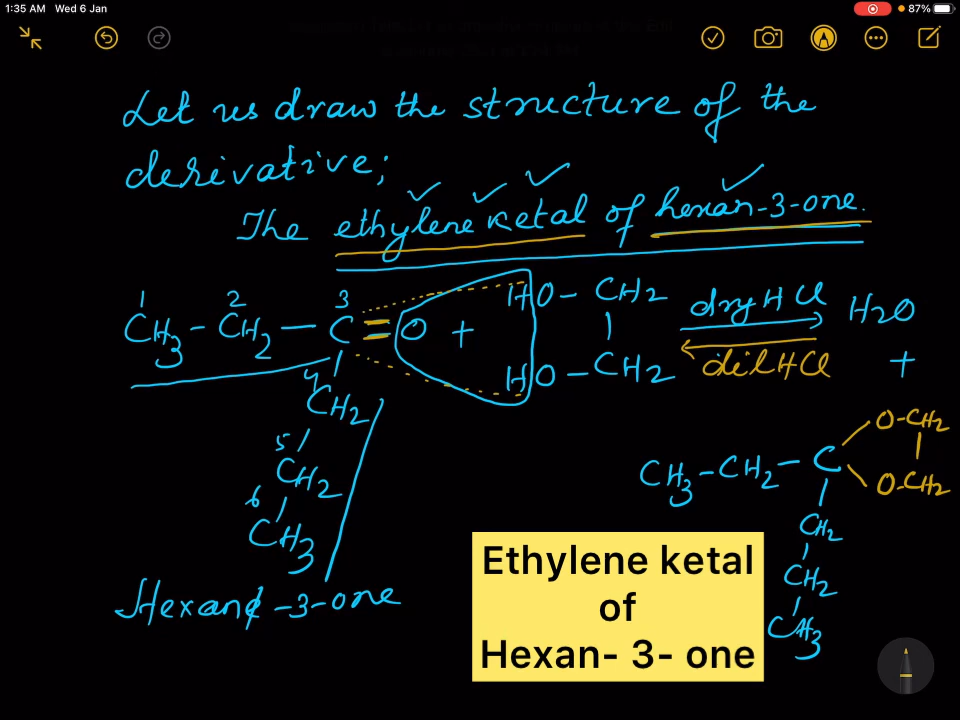 1:35 AM Wed 6 Jan
87%
Let us draw the structure of the
derivative;
The ethylene ketal of hexan-3-one.
1 2 3
CH3 - CH2 - C = O + HO - CH2 dry HCl H2O
HO - CH2 dil HCl +
4
CH2
5
CH2
6
CH3
Hexane -3-one
O-CH2
CH3-CH2-C
O-CH2
CH2
CH2
CH3
Ethylene ketal
of
Hexan- 3- one